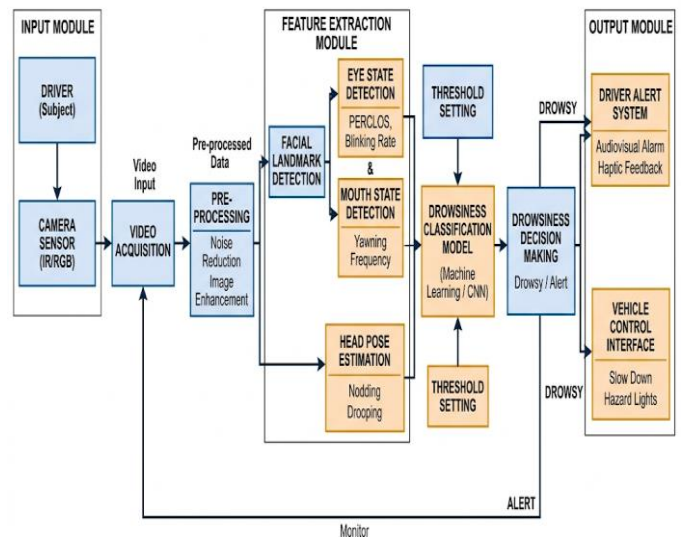 INPUT MODULE
DRIVER
(Subject)
CAMERA
SENSOR
(IR/RGB)
Video
Input
VIDEO
ACQUISITION
Pre-processed
Data
PRE-
PROCESSING
Noise
Reduction
Image
Enhancement
FEATURE EXTRACTION
MODULE
FACIAL
LANDMARK
DETECTION
EYE STATE
DETECTION
PERCLOS,
Blinking Rate
&
MOUTH STATE
DETECTION
Yawning
Frequency
HEAD POSE
ESTIMATION
Nodding
Drooping
THRESHOLD
SETTING
DROWSINESS
CLASSIFICATION
MODEL
(Machine
Learning / CNN)
THRESHOLD
SETTING
DROWSINESS
DECISION
MAKING
Drowsy / Alert
DROWSY
DROWSY
OUTPUT MODULE
DRIVER ALERT
SYSTEM
Audiovisual Alarm
Haptic Feedback
VEHICLE
CONTROL
INTERFACE
Slow Down
Hazard Lights
ALERT
Monitor